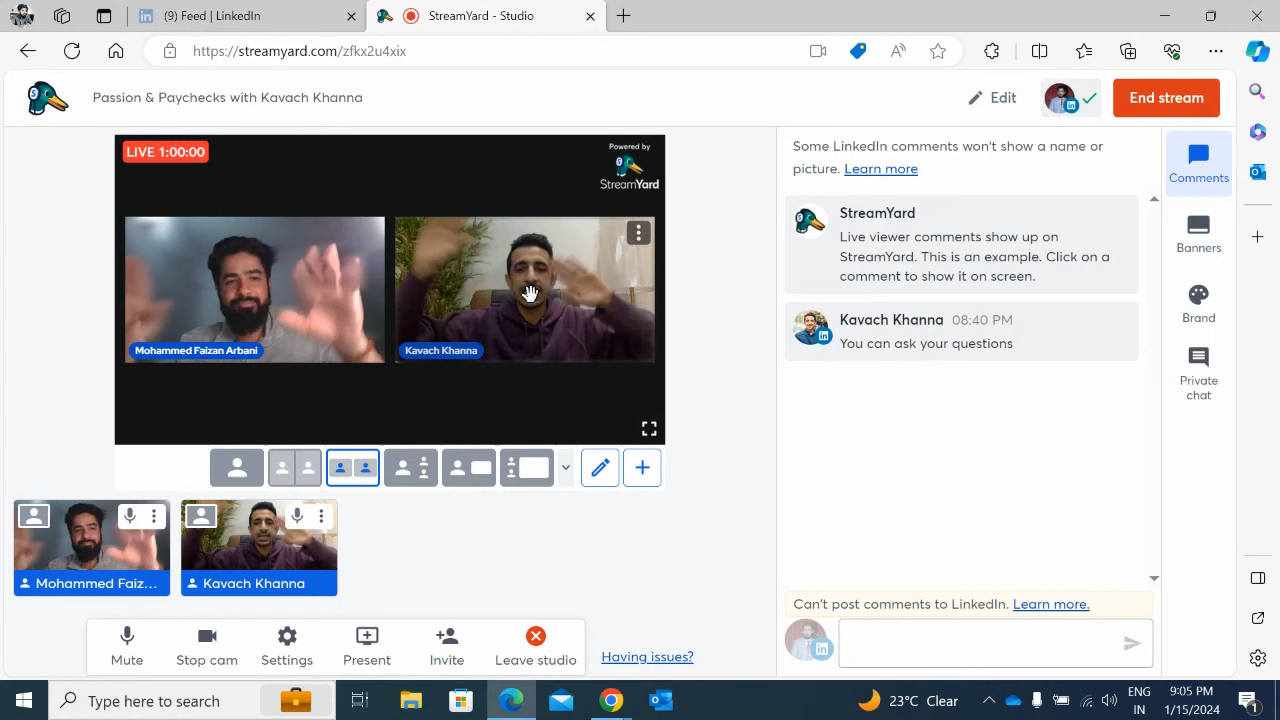 (9) Feed | LinkedIn
StreamYard - Studio
https://streamyard.com/zfkx2u4xix
Passion & Paychecks with Kavach Khanna
Edit
End stream
LIVE 1:00:00
Powered by
StreamYard
Mohammed Faizan Arbani
Kavach Khanna
Mohammed Faiz...
Kavach Khanna
Mute
Stop cam
Settings
Present
Invite
Leave studio
Having issues?
Some LinkedIn comments won't show a name or
picture. Learn more
StreamYard
Live viewer comments show up on
StreamYard. This is an example. Click on a
comment to show it on screen.
Kavach Khanna 08:40 PM
You can ask your questions
Can't post comments to LinkedIn. Learn more.
Comments
Banners
Brand
Private
chat
Type here to search
23°C Clear
ENG
IN
9:05 PM
1/15/2024
1